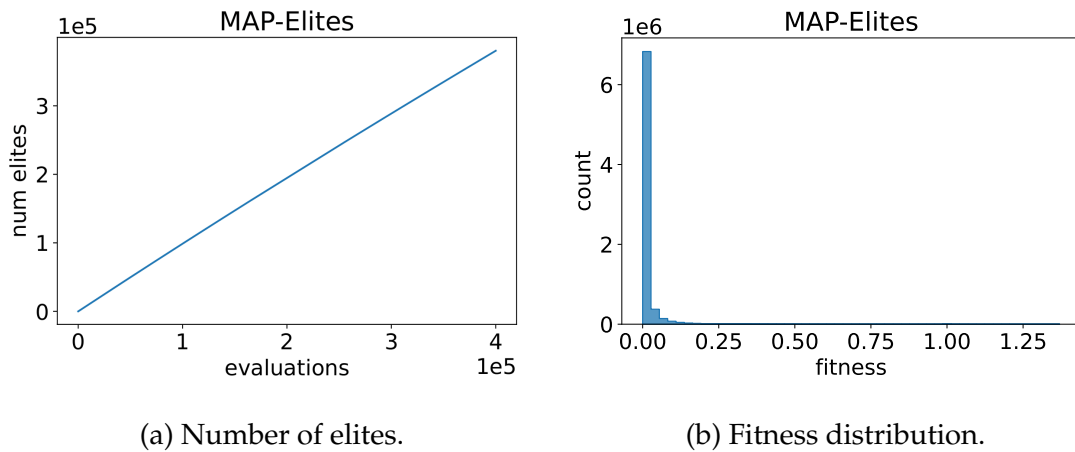 MAP-Elites
1e5
num elites
3
2
1
0
0 1 2 3 4
1e5
evaluations
(a) Number of elites.
MAP-Elites
1e6
count
6
4
2
0
0.00 0.25 0.50 0.75 1.00 1.25
fitness
(b) Fitness distribution.